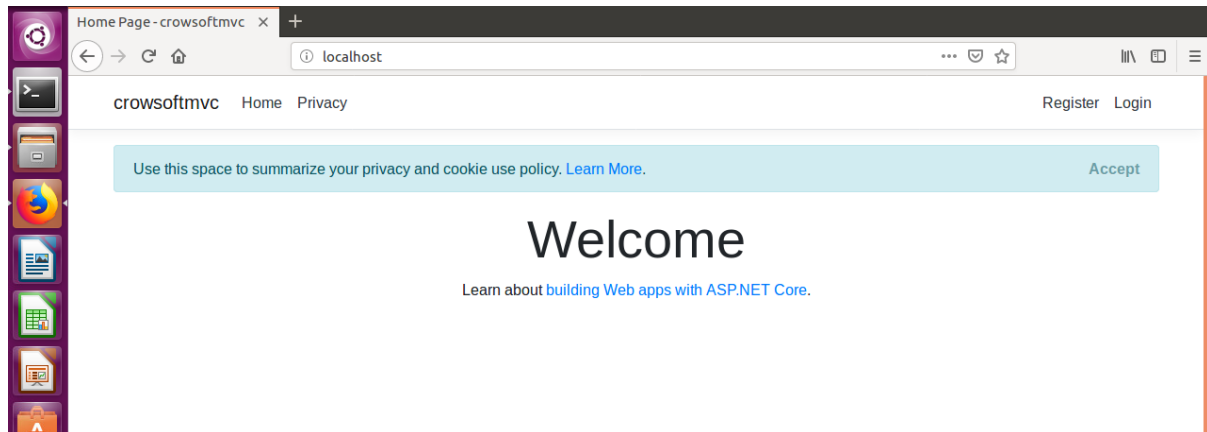 Home Page - crowsoftmvc
localhost
crowsoftmvc Home Privacy Register Login
Use this space to summarize your privacy and cookie use policy. Learn More. Accept
Welcome
Learn about building Web apps with ASP.NET Core.